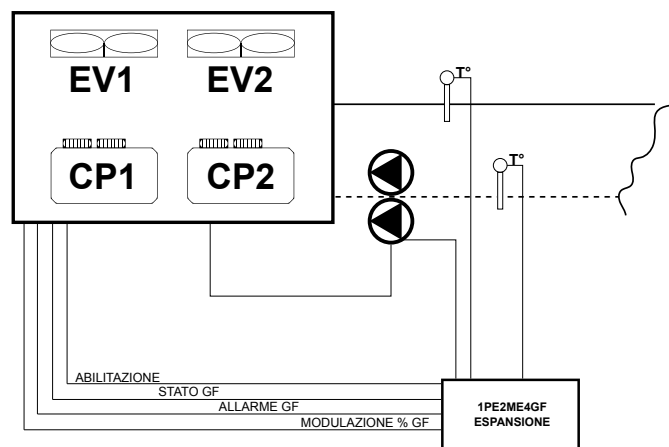 EV1 EV2
T°
CP1 CP2
T°
ABILITAZIONE
STATO GF
ALLARME GF
MODULAZIONE % GF
1PE2ME4GF
ESPANSIONE